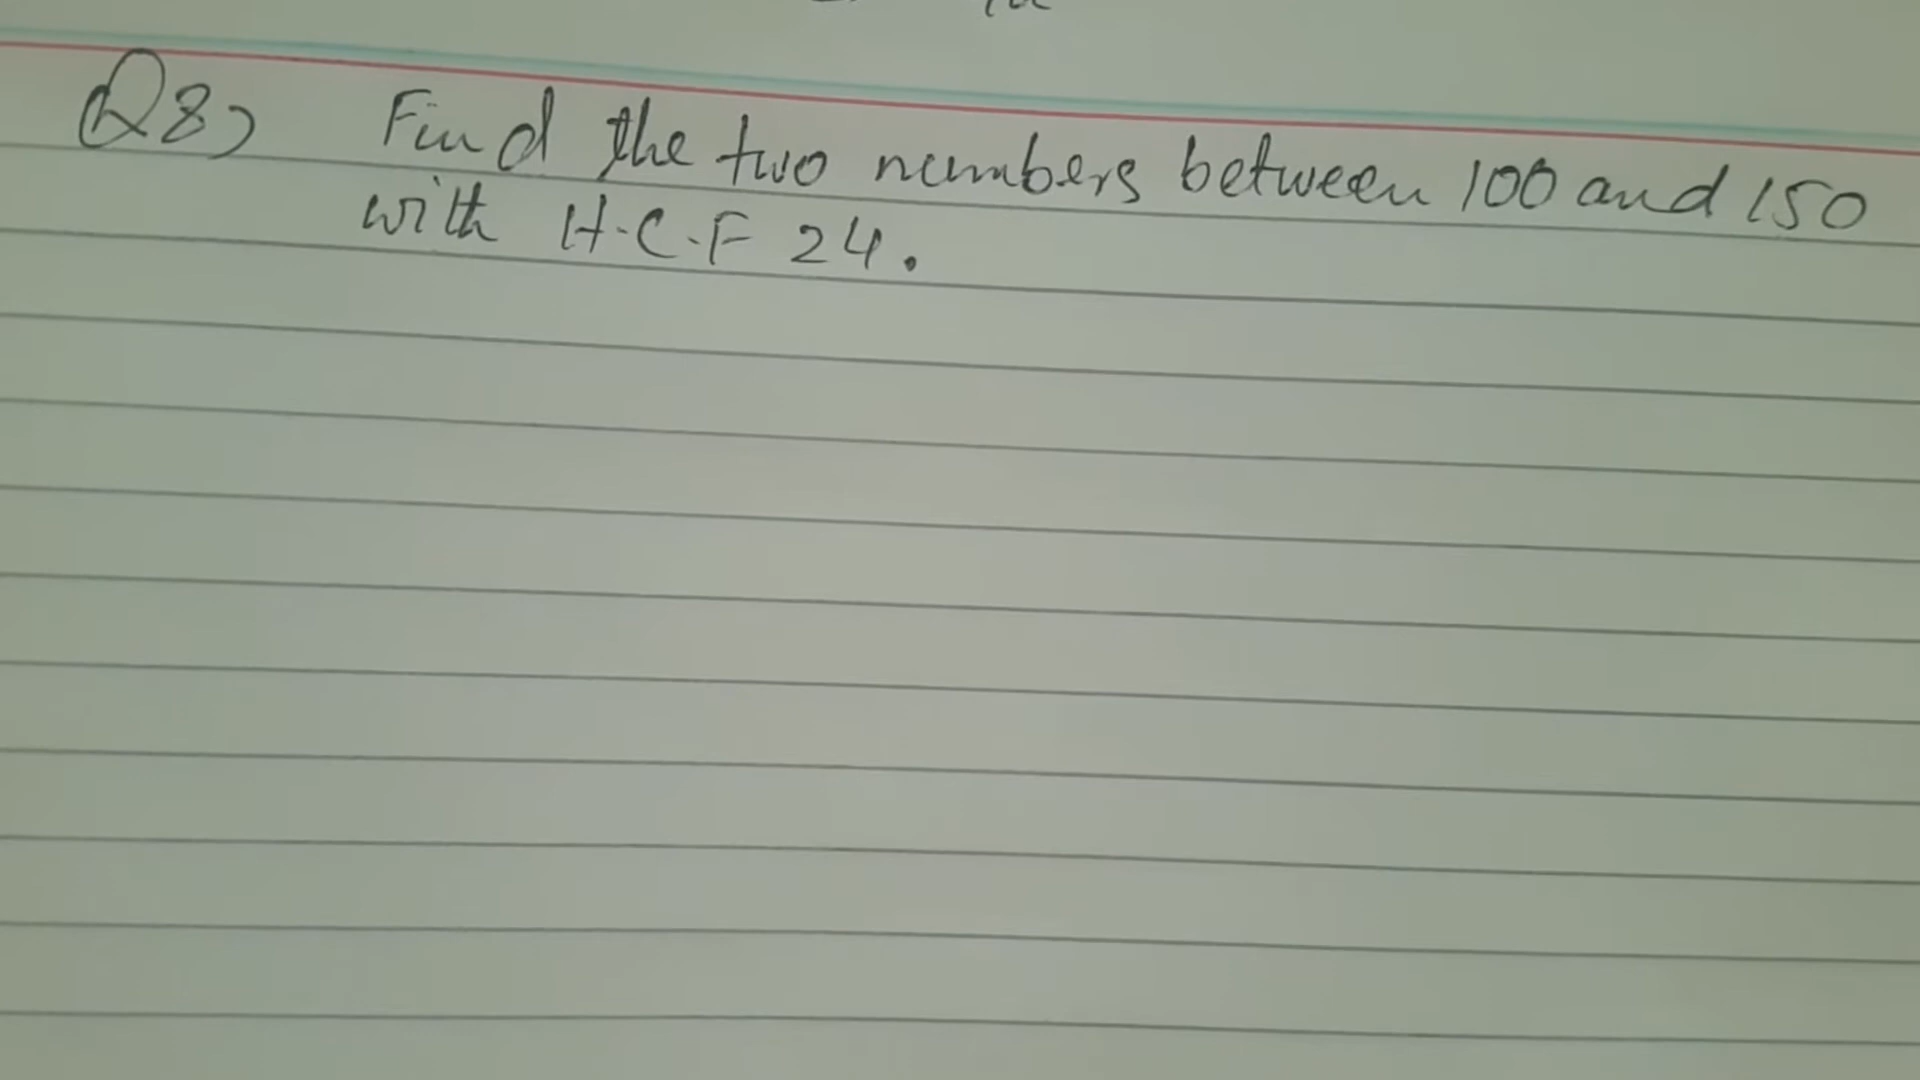 Q8) Find the two numbers between 100 and 150
with H.C.F 24.